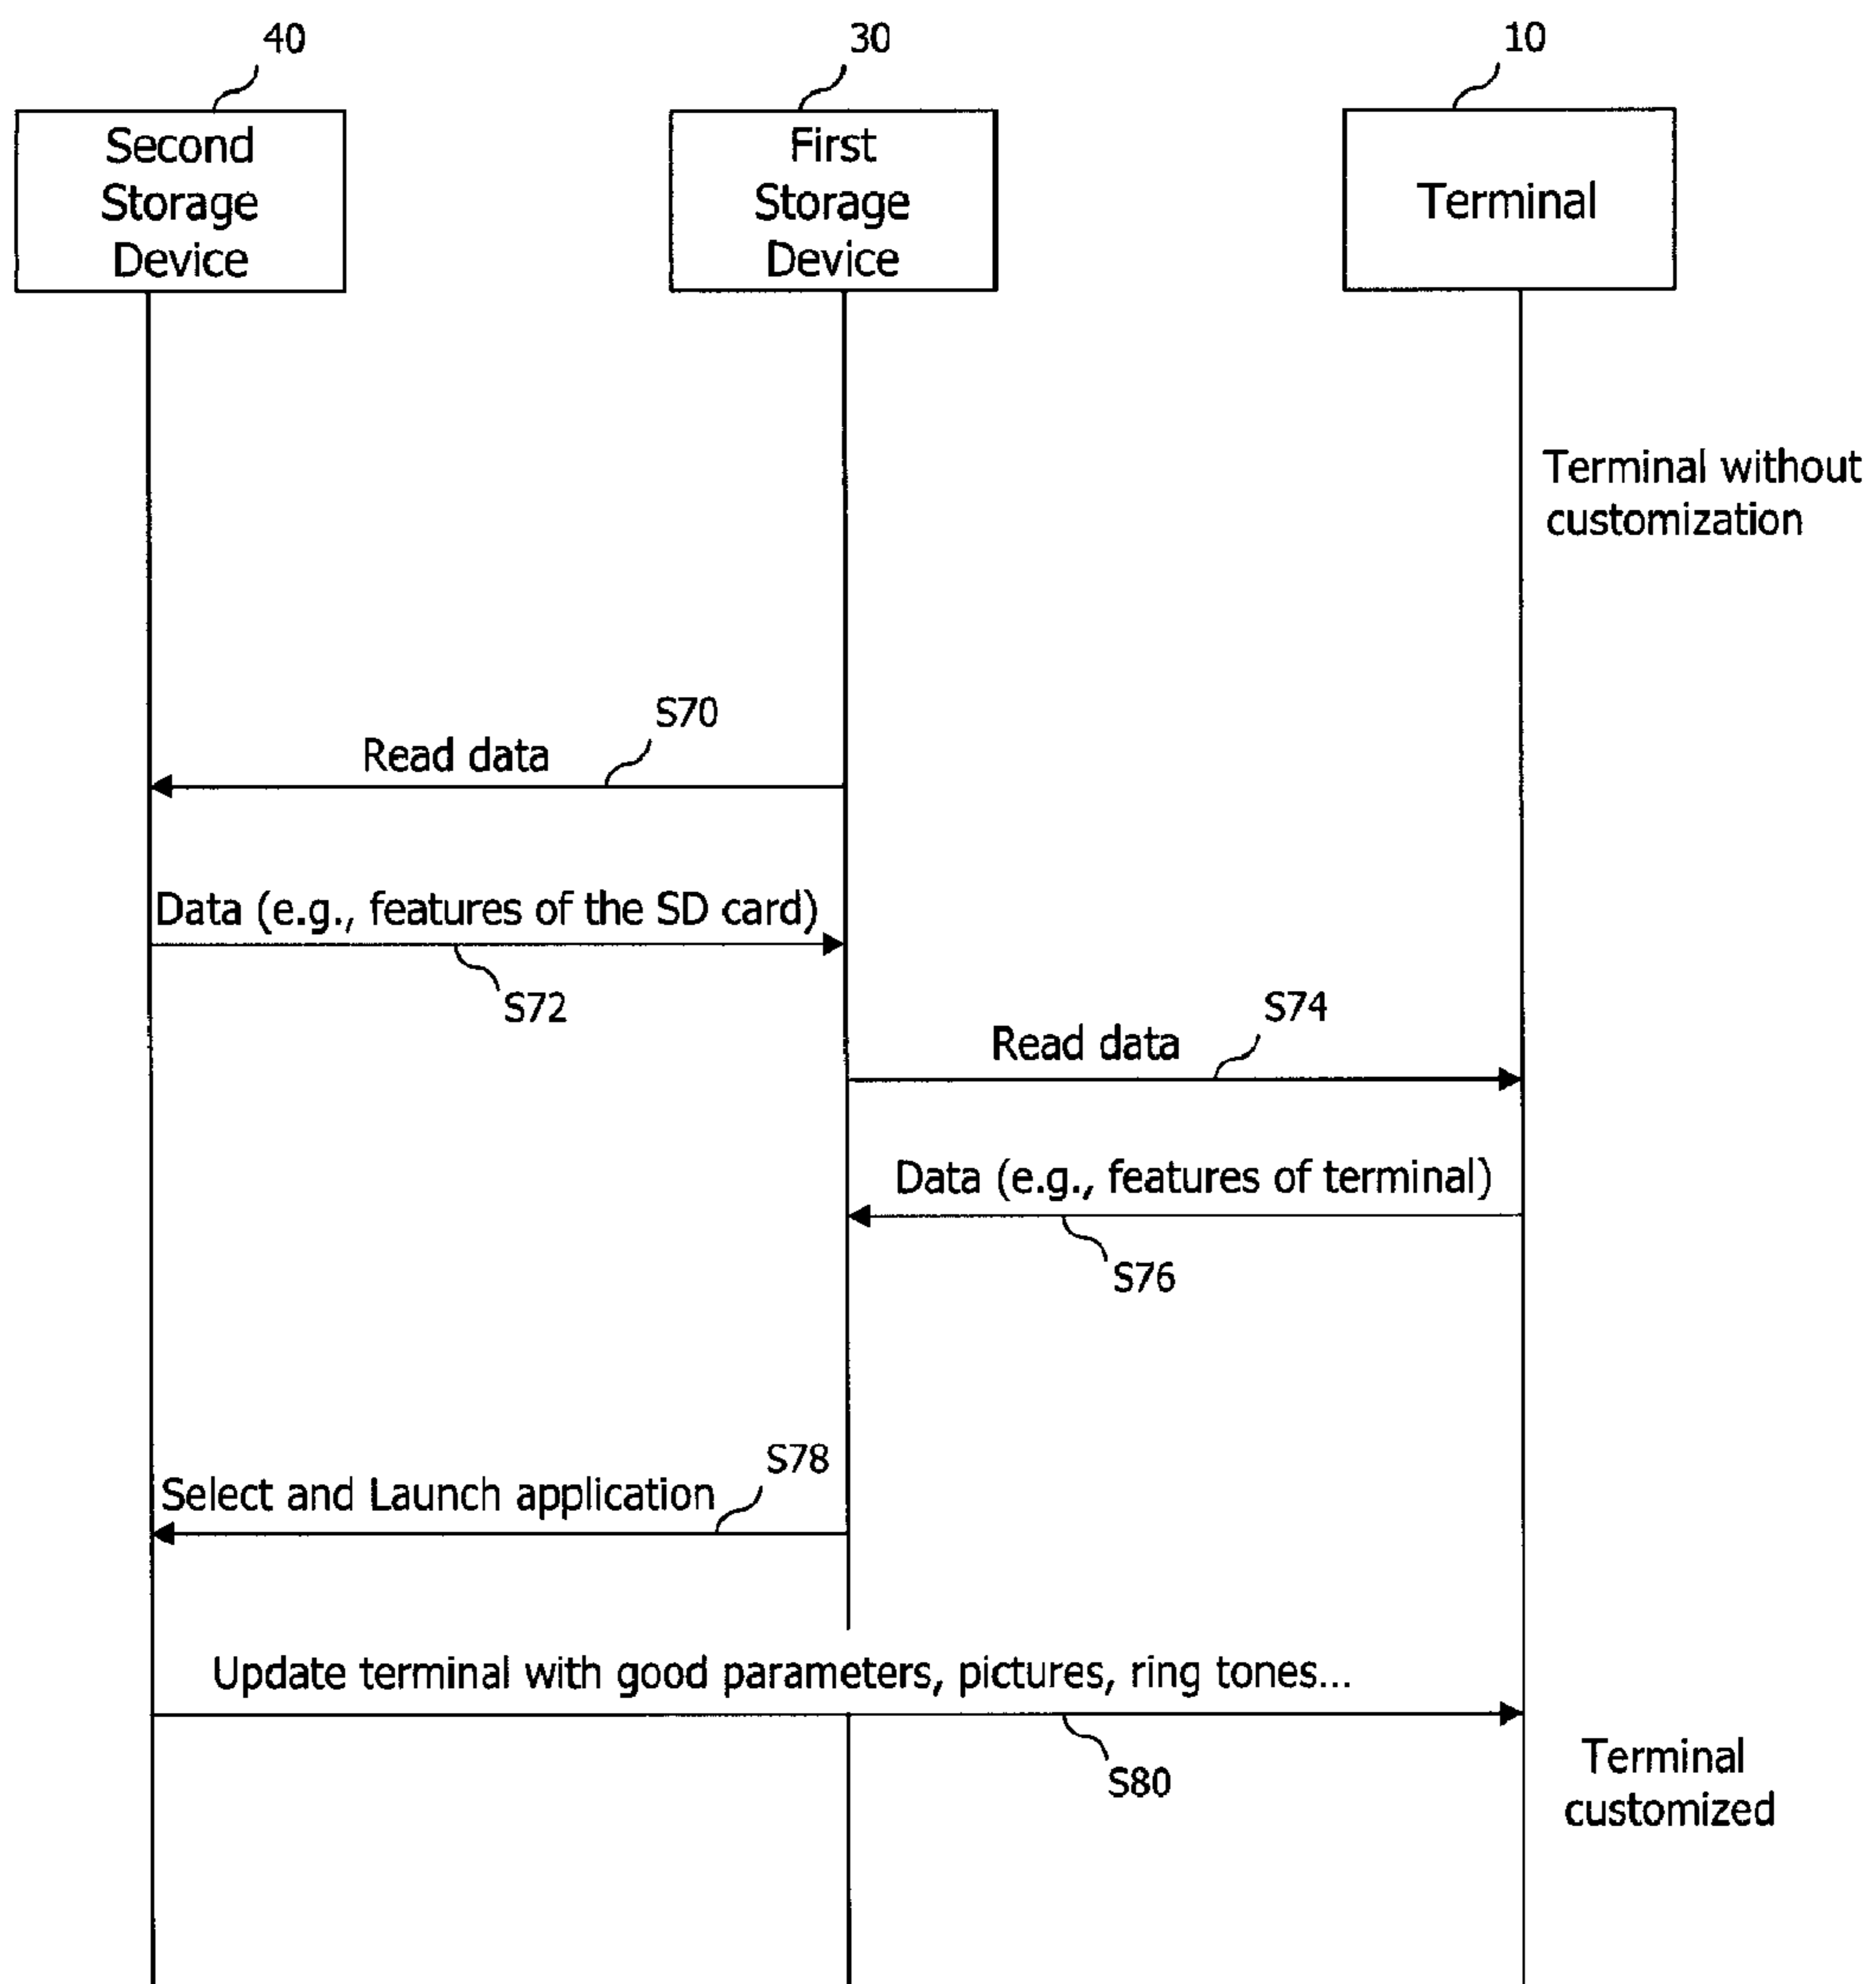 40
30
10
Second
Storage
Device
First
Storage
Device
Terminal
Terminal without
customization
S70
Read data
Data (e.g., features of the SD card)
S72
S74
Read data
Data (e.g., features of terminal)
S76
S78
Select and Launch application
Update terminal with good parameters, pictures, ring tones...
S80
Terminal
customized